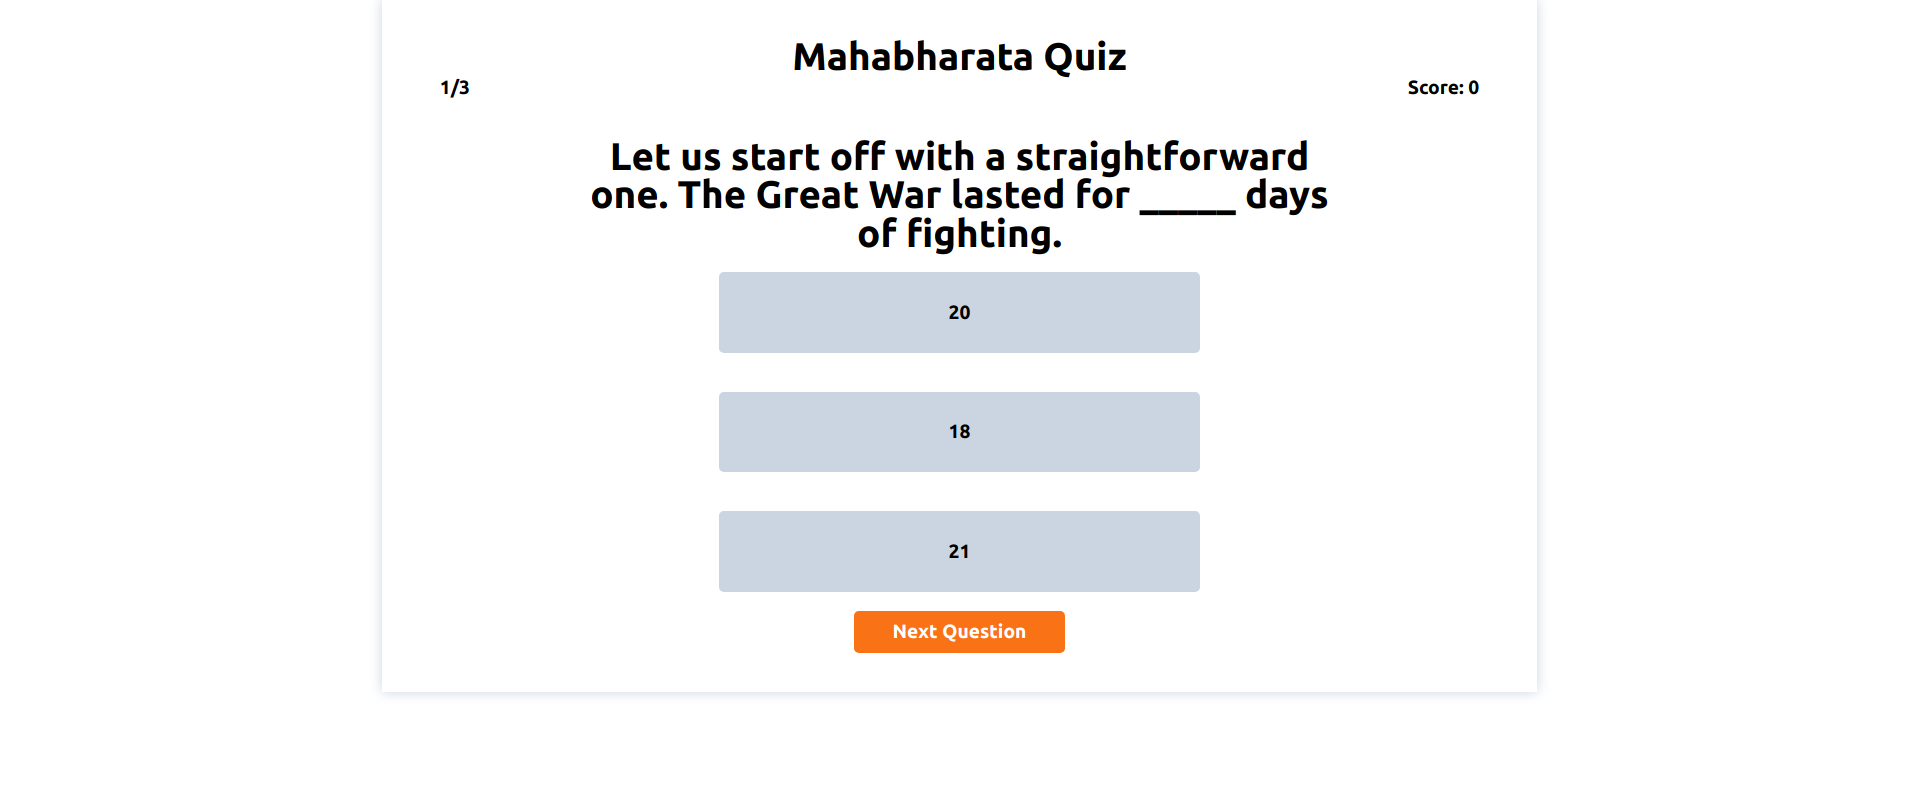 Mahabharata Quiz
1/3
Score: 0
Let us start off with a straightforward
one. The Great War lasted for _____ days
of fighting.
20
18
21
Next Question